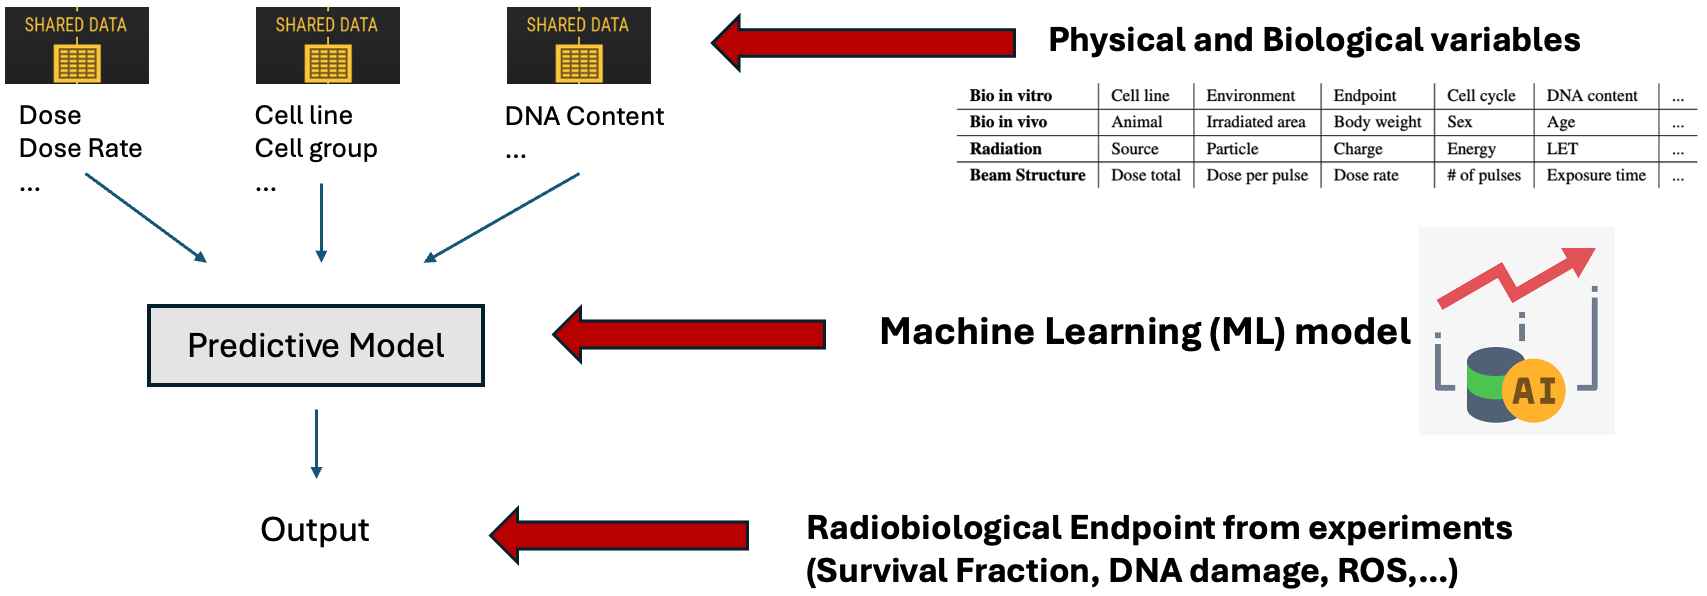 SHARED DATA
SHARED DATA
SHARED DATA
Physical and Biological variables
Dose
Dose Rate
...
Cell line
Cell group
...
DNA Content
...
Bio in vitro Cell line Environment Endpoint Cell cycle DNA content ...
Bio in vivo Animal Irradiated area Body weight Sex Age ...
Radiation Source Particle Charge Energy LET ...
Beam Structure Dose total Dose per pulse Dose rate # of pulses Exposure time ...
Predictive Model
Machine Learning (ML) model
AI
Output
Radiobiological Endpoint from experiments
(Survival Fraction, DNA damage, ROS,...)